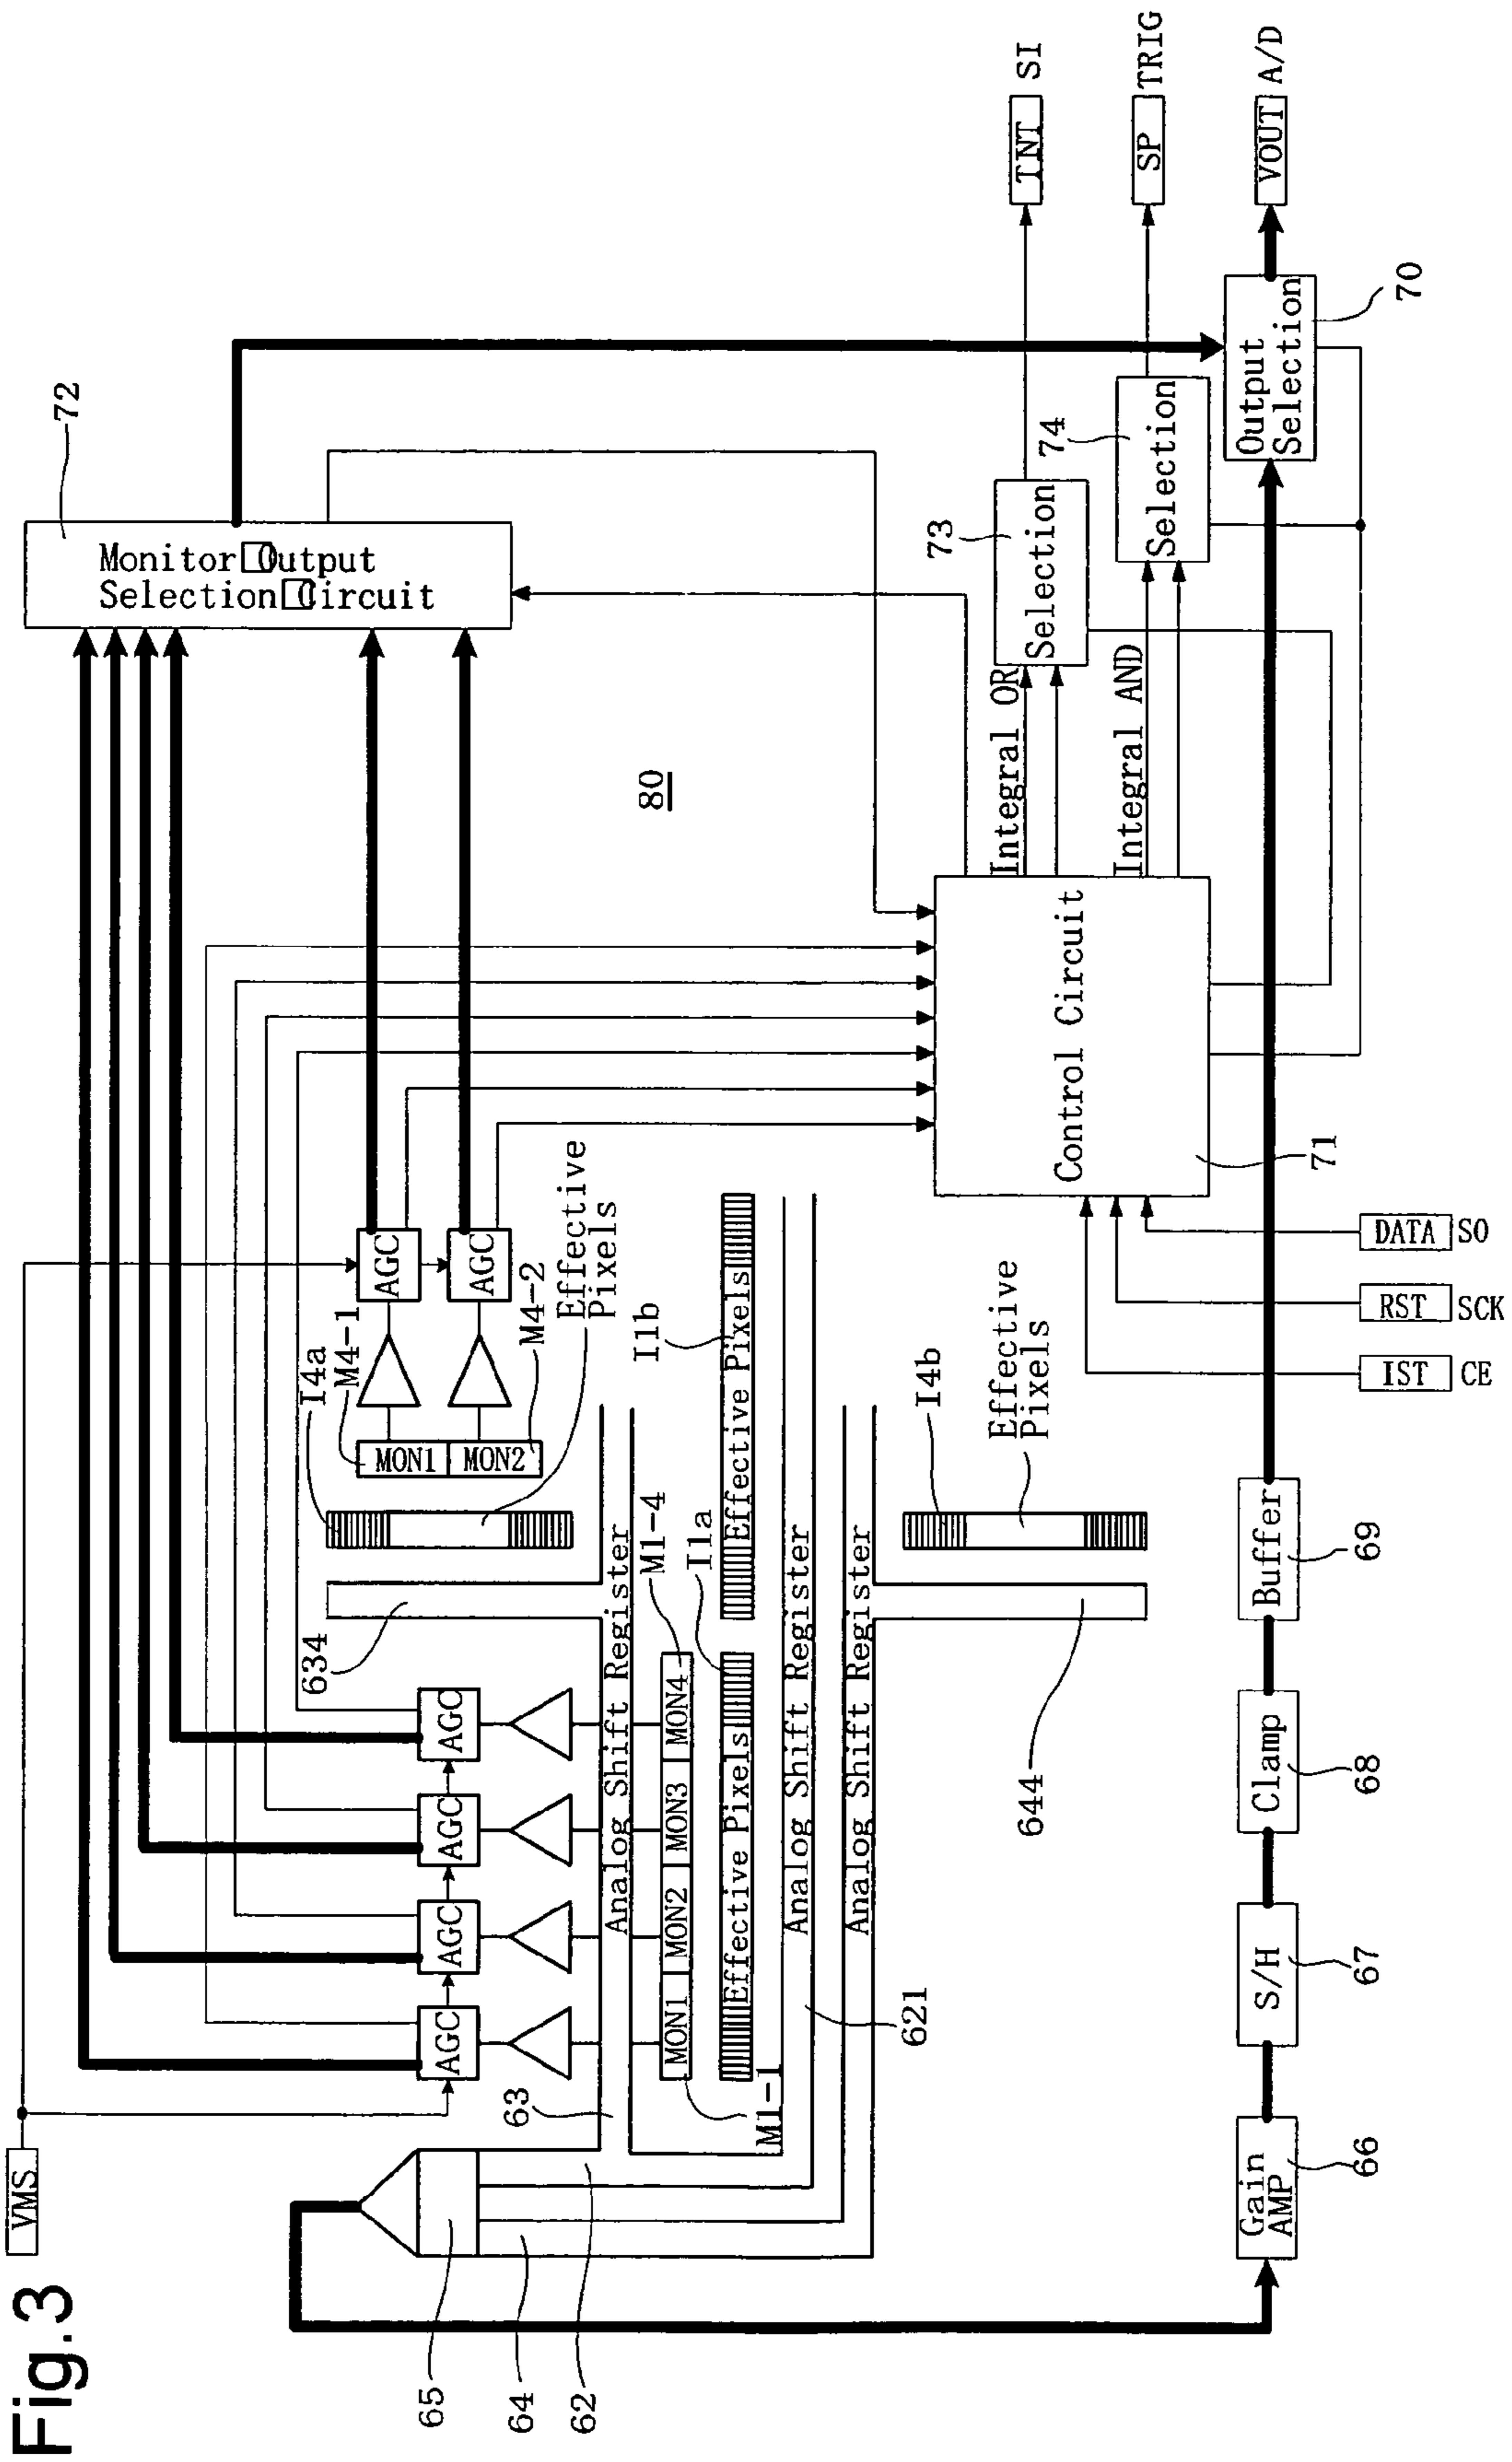 Fig.3
VMS
72
Monitor Output
Selection Circuit
80
AGC
AGC
AGC
AGC
AGC
AGC
634
I4a
M4-1
MON1
MON2
M4-2
Effective
Pixels
63
Analog Shift Register
M1-4
MON1
MON2
MON3
MON4
M1-1
I1a
Effective Pixels
I1b
Effective Pixels
Analog Shift Register
621
Analog Shift Register
644
I4b
Effective
Pixels
65
64
62
Control Circuit
71
Integral OR
Integral AND
73
Selection
74
Selection
TNT SI
SP TRIG
VOUT A/D
Output
Selection
70
DATA SO
RST SCK
IST CE
Gain
AMP
66
S/H
67
Clamp
68
Buffer
69